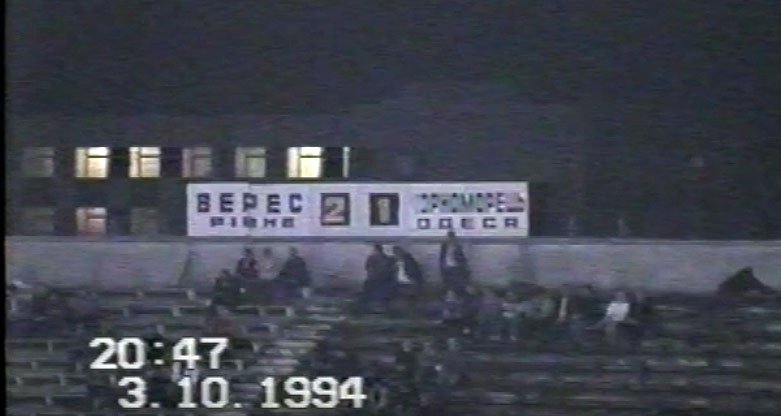 ВЕРЕС 2 1 ЧОРНОМОРЕЦЬ
РІВНЕ ОДЕСА
20:47
3.10.1994